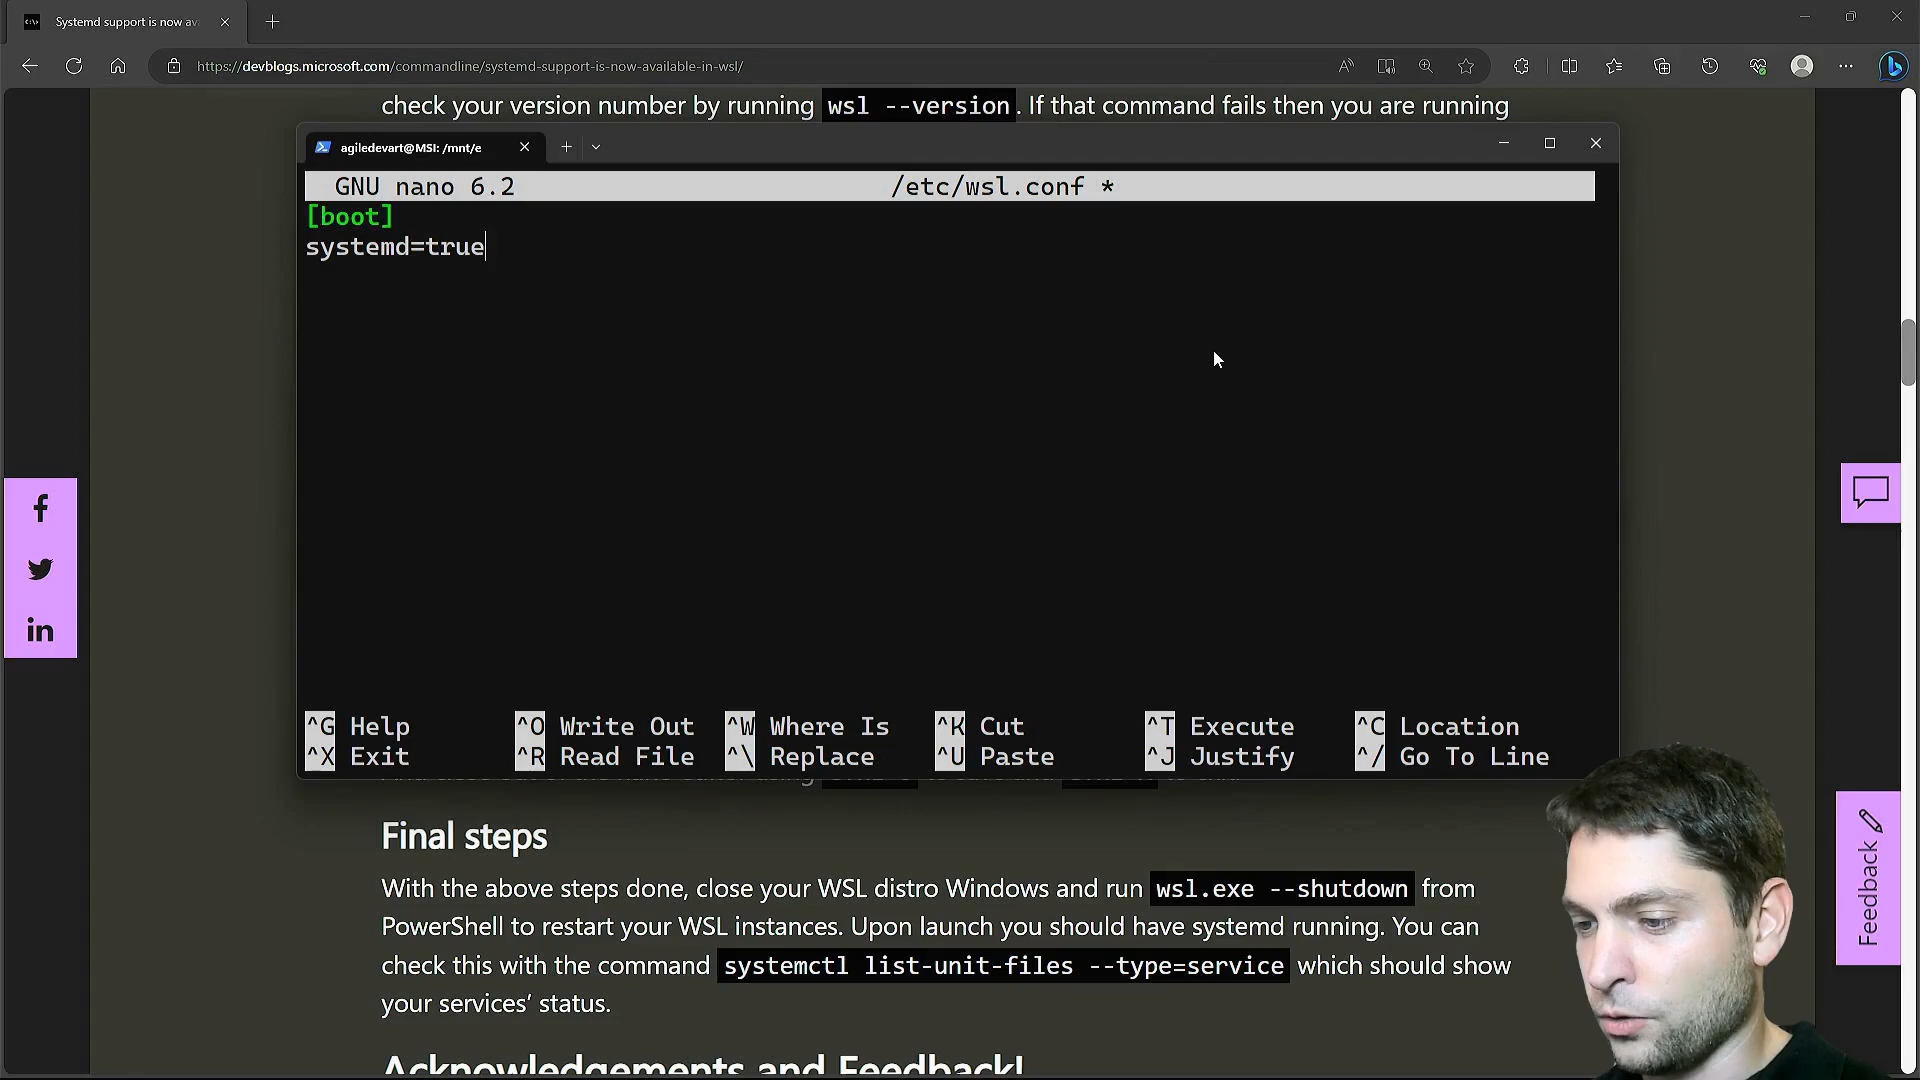 Systemd support is now av
https://devblogs.microsoft.com/commandline/systemd-support-is-now-available-in-wsl/
check your version number by running wsl --version. If that command fails then you are running
agiledevart@MSI: /mnt/e
GNU nano 6.2 /etc/wsl.conf *
[boot]
systemd=true
^G Help ^O Write Out ^W Where Is ^K Cut ^T Execute ^C Location
^X Exit ^R Read File ^\ Replace ^U Paste ^J Justify ^/ Go To Line
Final steps
With the above steps done, close your WSL distro Windows and run wsl.exe --shutdown from
PowerShell to restart your WSL instances. Upon launch you should have systemd running. You can
check this with the command systemctl list-unit-files --type=service which should show
your services’ status.
Acknowledgements and Feedback!
Feedback